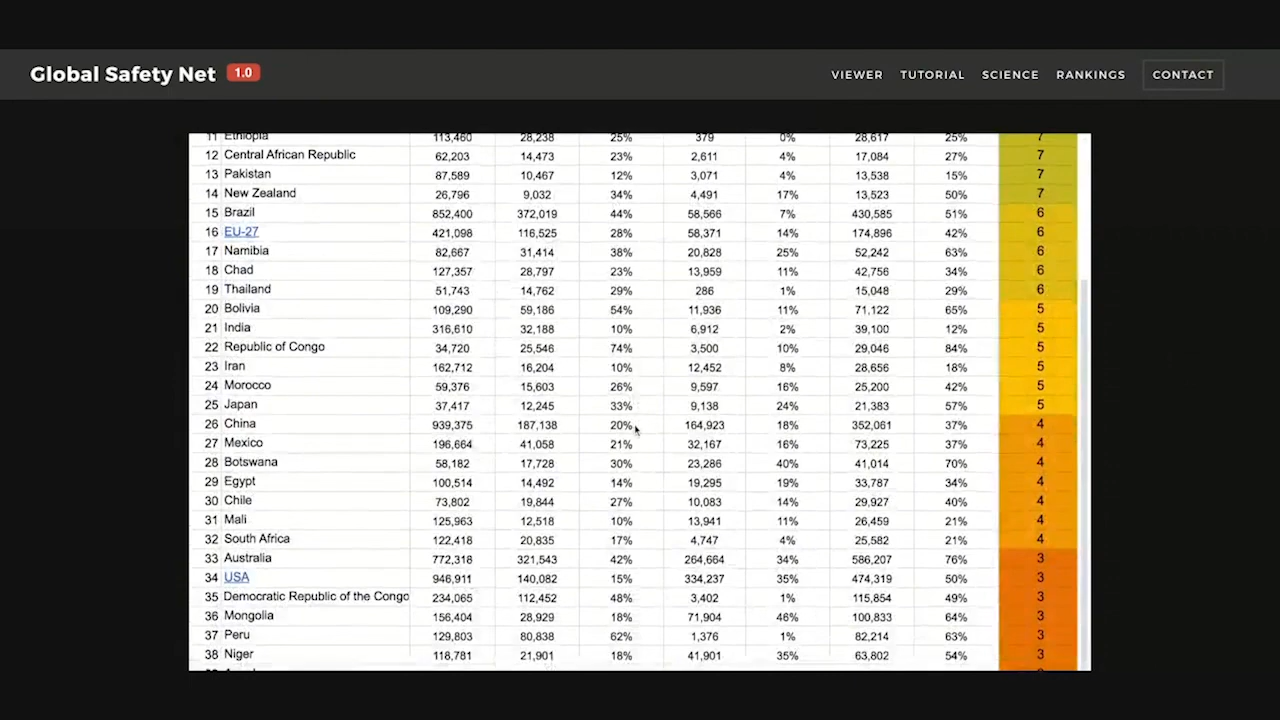 Global Safety Net 1.0 VIEWER TUTORIAL SCIENCE RANKINGS CONTACT
11 Ethiopia 113,460 28,238 25% 379 0% 28,617 25% 7
12 Central African Republic 62,203 14,473 23% 2,611 4% 17,084 27% 7
13 Pakistan 87,589 10,467 12% 3,071 4% 13,538 15% 7
14 New Zealand 26,796 9,032 34% 4,491 17% 13,523 50% 7
15 Brazil 852,400 372,019 44% 58,566 7% 430,585 51% 6
16 EU-27 421,098 116,525 28% 58,371 14% 174,896 42% 6
17 Namibia 82,667 31,414 38% 20,828 25% 52,242 63% 6
18 Chad 127,357 28,797 23% 13,959 11% 42,756 34% 6
19 Thailand 51,743 14,762 29% 286 1% 15,048 29% 6
20 Bolivia 109,290 59,186 54% 11,936 11% 71,122 65% 5
21 India 316,610 32,188 10% 6,912 2% 39,100 12% 5
22 Republic of Congo 34,720 25,546 74% 3,500 10% 29,046 84% 5
23 Iran 162,712 16,204 10% 12,452 8% 28,656 18% 5
24 Morocco 59,376 15,603 26% 9,597 16% 25,200 42% 5
25 Japan 37,417 12,245 33% 9,138 24% 21,383 57% 5
26 China 939,375 187,138 20% 164,923 18% 352,061 37% 4
27 Mexico 196,664 41,058 21% 32,167 16% 73,225 37% 4
28 Botswana 58,182 17,728 30% 23,286 40% 41,014 70% 4
29 Egypt 100,514 14,492 14% 19,295 19% 33,787 34% 4
30 Chile 73,802 19,844 27% 10,083 14% 29,927 40% 4
31 Mali 125,963 12,518 10% 13,941 11% 26,459 21% 4
32 South Africa 122,418 20,835 17% 4,747 4% 25,582 21% 4
33 Australia 772,318 321,543 42% 264,664 34% 586,207 76% 3
34 USA 946,911 140,082 15% 334,237 35% 474,319 50% 3
35 Democratic Republic of the Congo 234,065 112,452 48% 3,402 1% 115,854 49% 3
36 Mongolia 156,404 28,929 18% 71,904 46% 100,833 64% 3
37 Peru 129,803 80,838 62% 1,376 1% 82,214 63% 3
38 Niger 118,781 21,901 18% 41,901 35% 63,802 54% 3